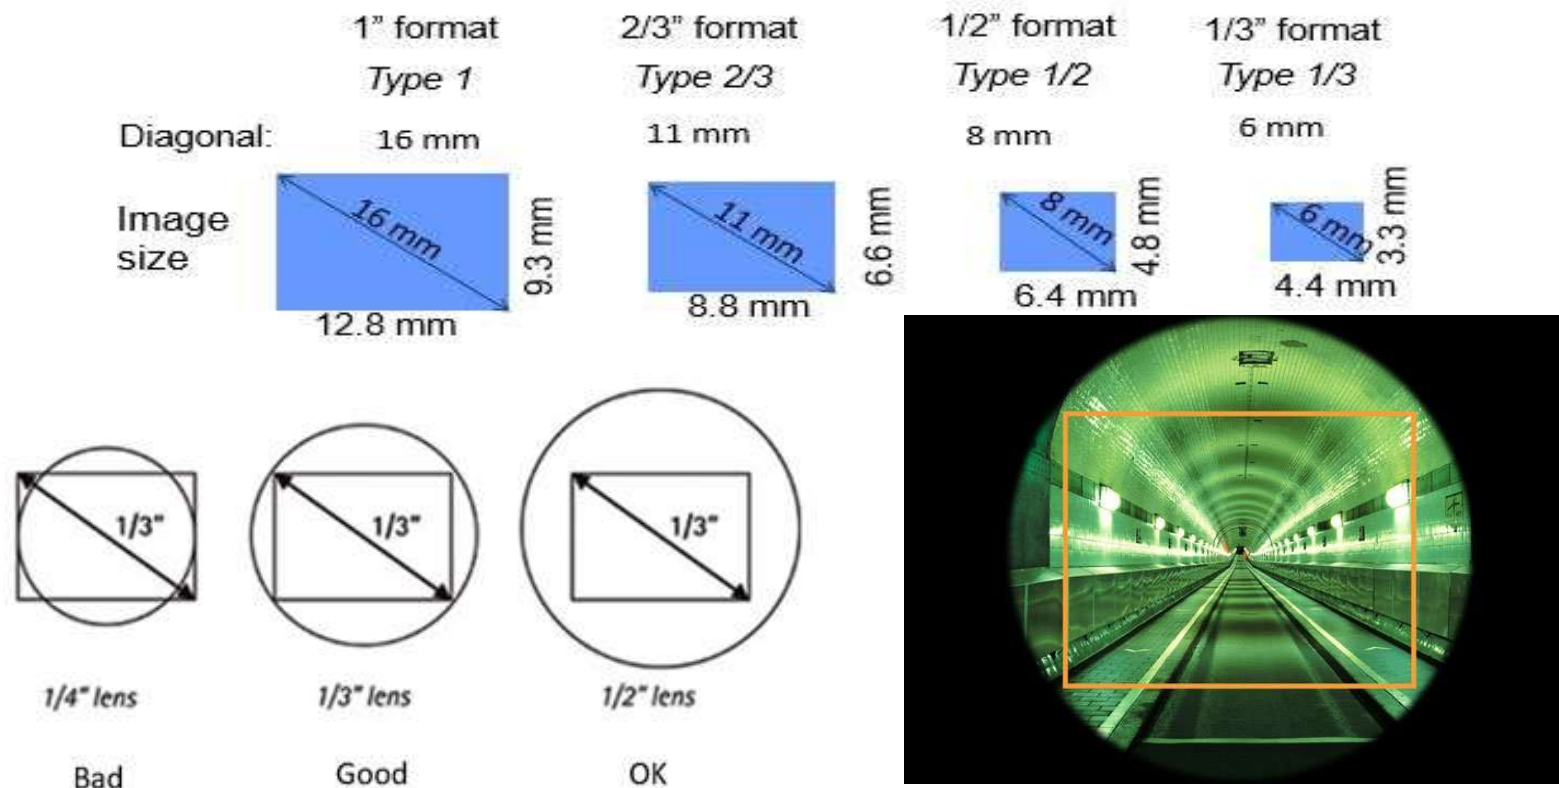 1” format 2/3” format 1/2” format 1/3” format
Type 1 Type 2/3 Type 1/2 Type 1/3
Diagonal: 16 mm 11 mm 8 mm 6 mm
Image size
16 mm
9.3 mm
12.8 mm
11 mm
6.6 mm
8.8 mm
8 mm
4.8 mm
6.4 mm
6 mm
3.3 mm
4.4 mm
1/3" 1/3" 1/3"
1/4" lens 1/3" lens 1/2" lens
Bad Good OK